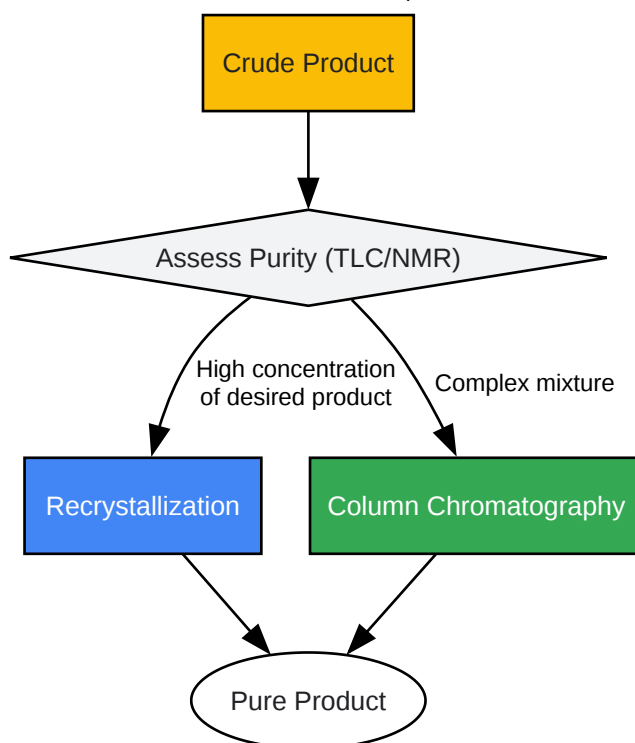 Crude Product
Assess Purity (TLC/NMR)
High concentration
of desired product
Complex mixture
Recrystallization
Column Chromatography
Pure Product